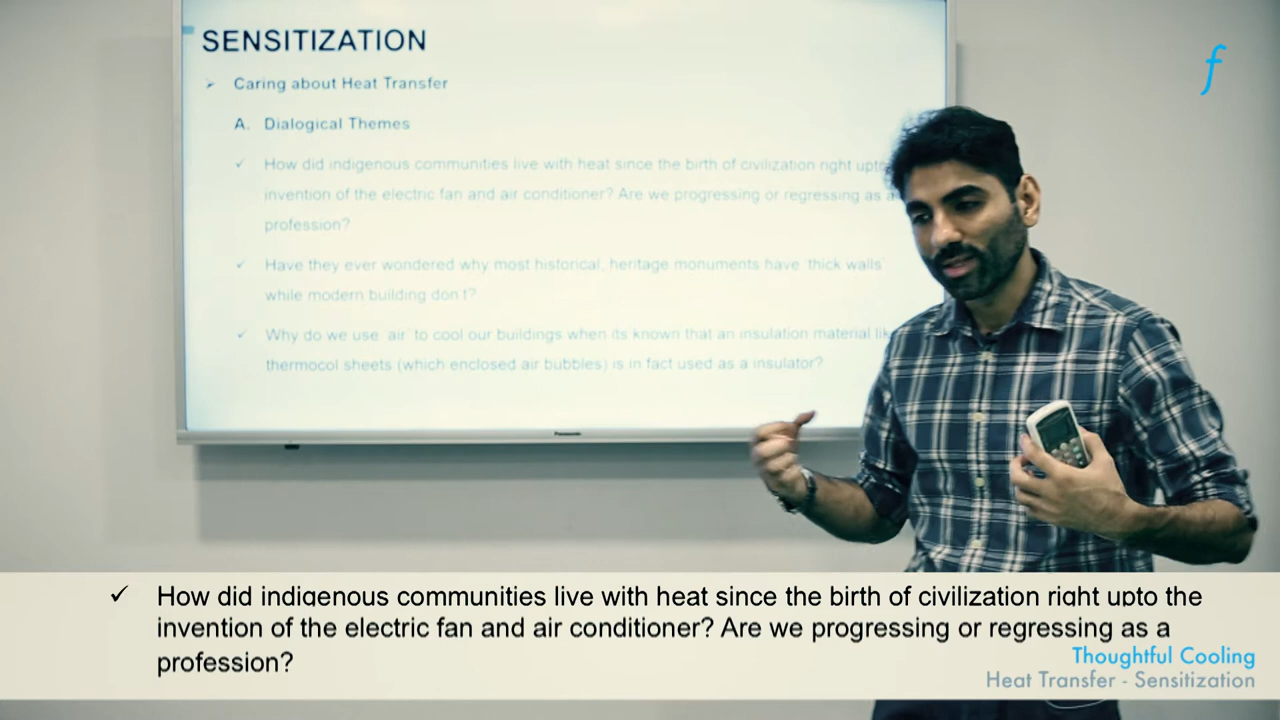 SENSITIZATION
➢ Caring about Heat Transfer
A. Dialogical Themes
✓ How did indigenous communities live with heat since the birth of civilization right upto
invention of the electric fan and air conditioner? Are we progressing or regressing as a
profession?
✓ Have they ever wondered why most historical, heritage monuments have 'thick walls'
while modern building don't?
✓ Why do we use 'air' to cool our buildings when its known that an insulation material
thermocol sheets (which enclosed air bubbles) is in fact used as a insulator?
Panasonic
f
✓ How did indigenous communities live with heat since the birth of civilization right upto the
invention of the electric fan and air conditioner? Are we progressing or regressing as a
profession?
Thoughtful Cooling
Heat Transfer - Sensitization